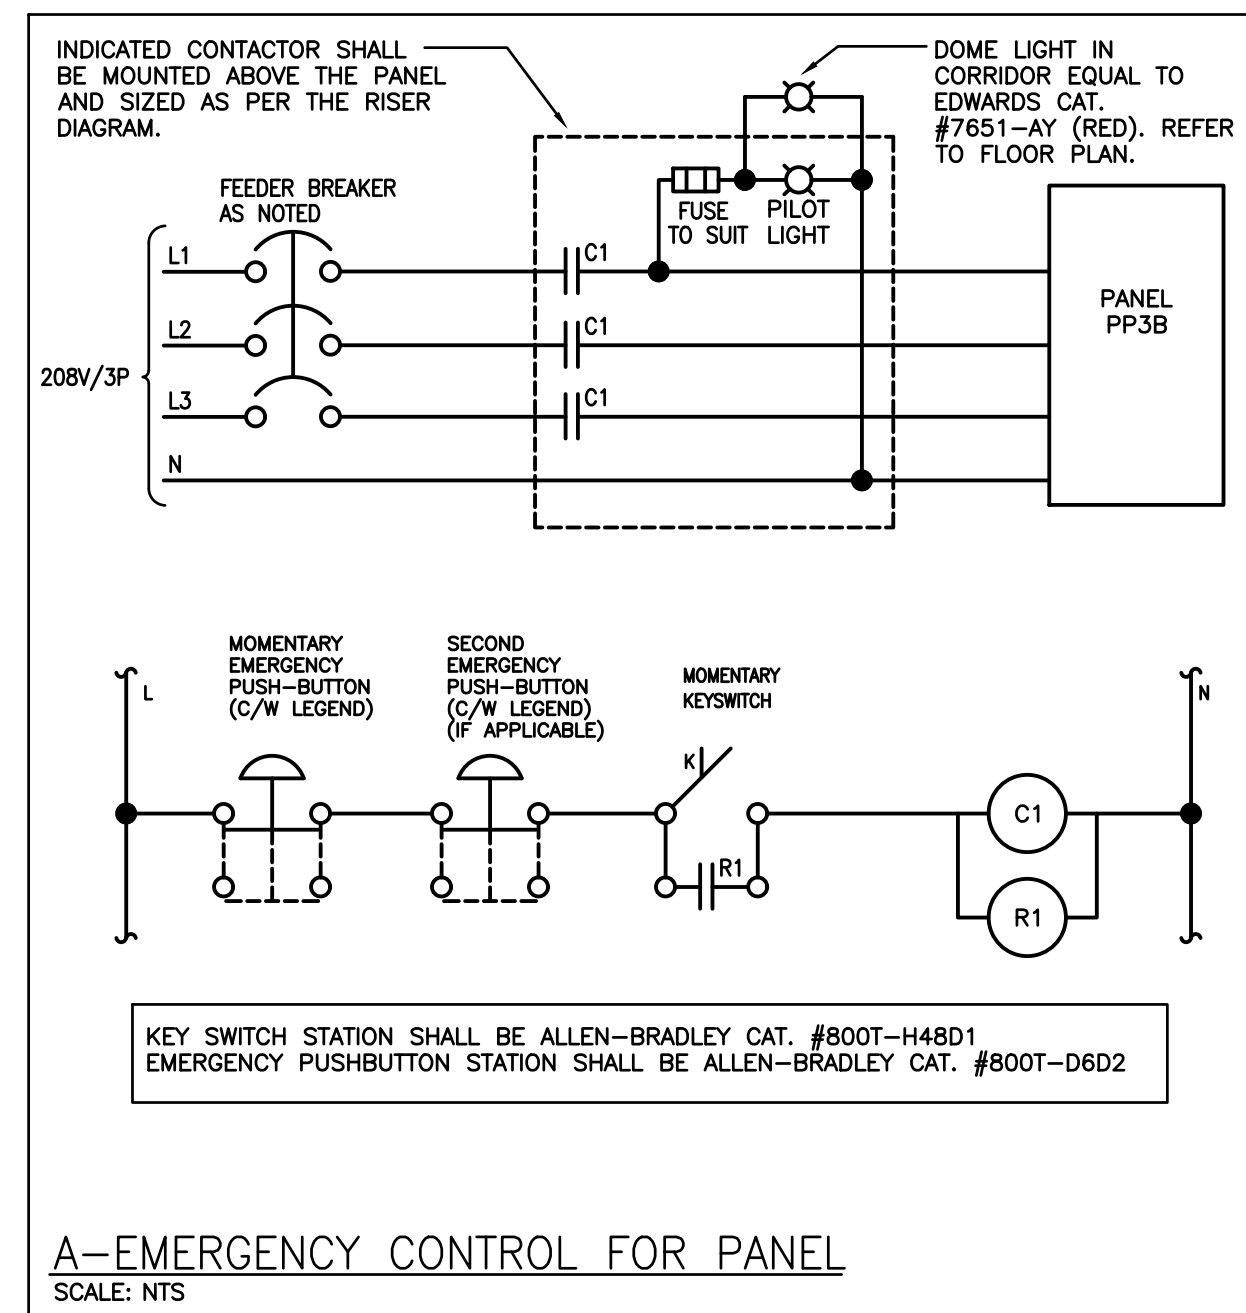 INDICATED CONTACTOR SHALL
BE MOUNTED ABOVE THE PANEL
AND SIZED AS PER THE RISER
DIAGRAM.
DOME LIGHT IN
CORRIDOR EQUAL TO
EDWARDS CAT.
#7651-AY (RED). REFER
TO FLOOR PLAN.
FEEDER BREAKER
AS NOTED
FUSE
TO SUIT
PILOT
LIGHT
208V/3P
L1
C1
L2
C1
L3
C1
N
PANEL
PP3B
MOMENTARY
EMERGENCY
PUSH-BUTTON
(C/W LEGEND)
SECOND
EMERGENCY
PUSH-BUTTON
(C/W LEGEND)
(IF APPLICABLE)
MOMENTARY
KEYSWITCH
L
N
K
R1
C1
R1
KEY SWITCH STATION SHALL BE ALLEN-BRADLEY CAT. #800T-H48D1
EMERGENCY PUSHBUTTON STATION SHALL BE ALLEN-BRADLEY CAT. #800T-D6D2
A-EMERGENCY CONTROL FOR PANEL
SCALE: NTS